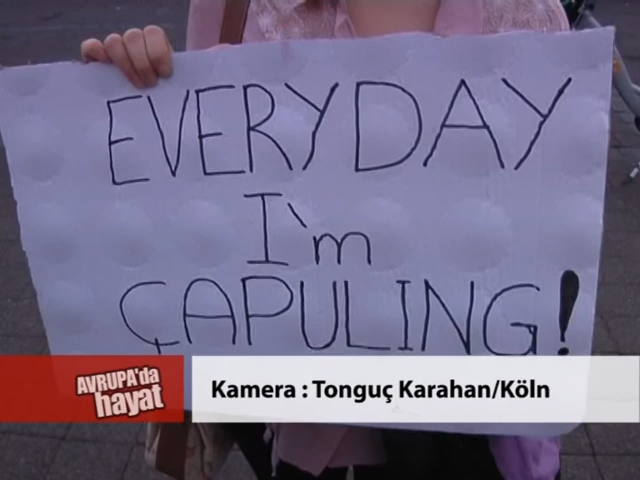 EVERYDAY
I'm
ÇAPULING!
AVRUPA'da
hayat
Kamera : Tonguç Karahan/Köln